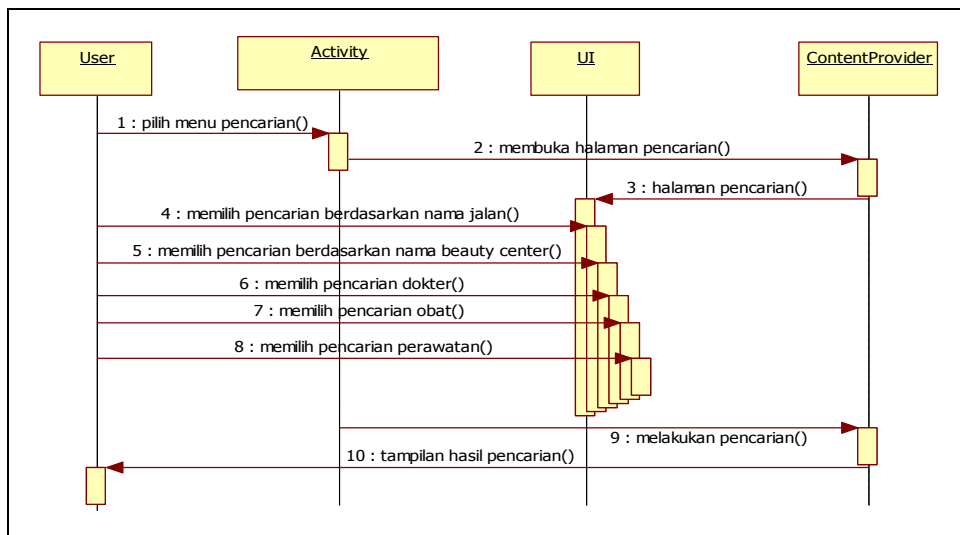 User
Activity
UI
ContentProvider
1 : pilih menu pencarian()
2 : membuka halaman pencarian()
3 : halaman pencarian()
4 : memilih pencarian berdasarkan nama jalan()
5 : memilih pencarian berdasarkan nama beauty center()
6 : memilih pencarian dokter()
7 : memilih pencarian obat()
8 : memilih pencarian perawatan()
9 : melakukan pencarian()
10 : tampilan hasil pencarian()